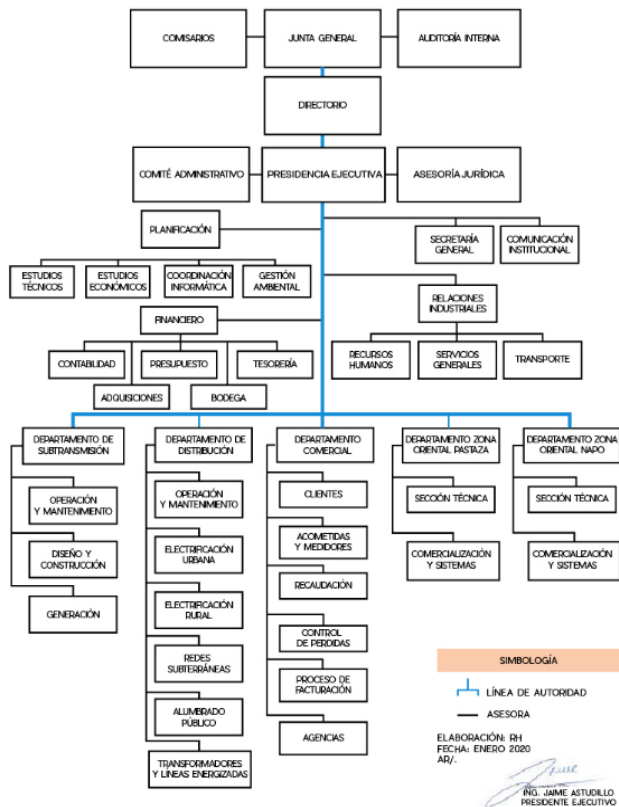 COMISARIOS
JUNTA GENERAL
AUDITORÍA INTERNA
DIRECTORIO
COMITÉ ADMINISTRATIVO
PRESIDENCIA EJECUTIVA
ASESORÍA JURÍDICA
PLANIFICACIÓN
SECRETARÍA
GENERAL
COMUNICACIÓN
INSTITUCIONAL
ESTUDIOS
TÉCNICOS
ESTUDIOS
ECONÓMICOS
COORDINACIÓN
INFORMÁTICA
GESTIÓN
AMBIENTAL
RELACIONES
INDUSTRIALES
FINANCIERO
CONTABILIDAD
PRESUPUESTO
TESORERÍA
RECURSOS
HUMANOS
SERVICIOS
GENERALES
TRANSPORTE
ADQUISICIONES
BODEGA
DEPARTAMENTO DE
SUBTRANSMISIÓN
OPERACIÓN
Y MANTENIMIENTO
DISEÑO Y
CONSTRUCCIÓN
GENERACIÓN
DEPARTAMENTO DE
DISTRIBUCIÓN
OPERACIÓN
Y MANTENIMIENTO
ELECTRIFICACIÓN
URBANA
ELECTRIFICACIÓN
RURAL
REDES
SUBTERRÁNEAS
ALUMBRADO
PÚBLICO
TRANSFORMADORES
Y LÍNEAS ENERGIZADAS
DEPARTAMENTO
COMERCIAL
CLIENTES
ACOMETIDAS
Y MEDIDORES
RECAUDACIÓN
CONTROL
DE PERDIDAS
PROCESO DE
FACTURACIÓN
AGENCIAS
DEPARTAMENTO ZONA
ORIENTAL PASTAZA
SECCIÓN TÉCNICA
COMERCIALIZACIÓN
Y SISTEMAS
DEPARTAMENTO ZONA
ORIENTAL NAPO
SECCIÓN TÉCNICA
COMERCIALIZACIÓN
Y SISTEMAS
SIMBOLOGÍA
LÍNEA DE AUTORIDAD
ASESORA
ELABORACIÓN: RH
FECHA: ENERO 2020
AR/.
ING. JAIME ASTUDILLO
PRESIDENTE EJECUTIVO